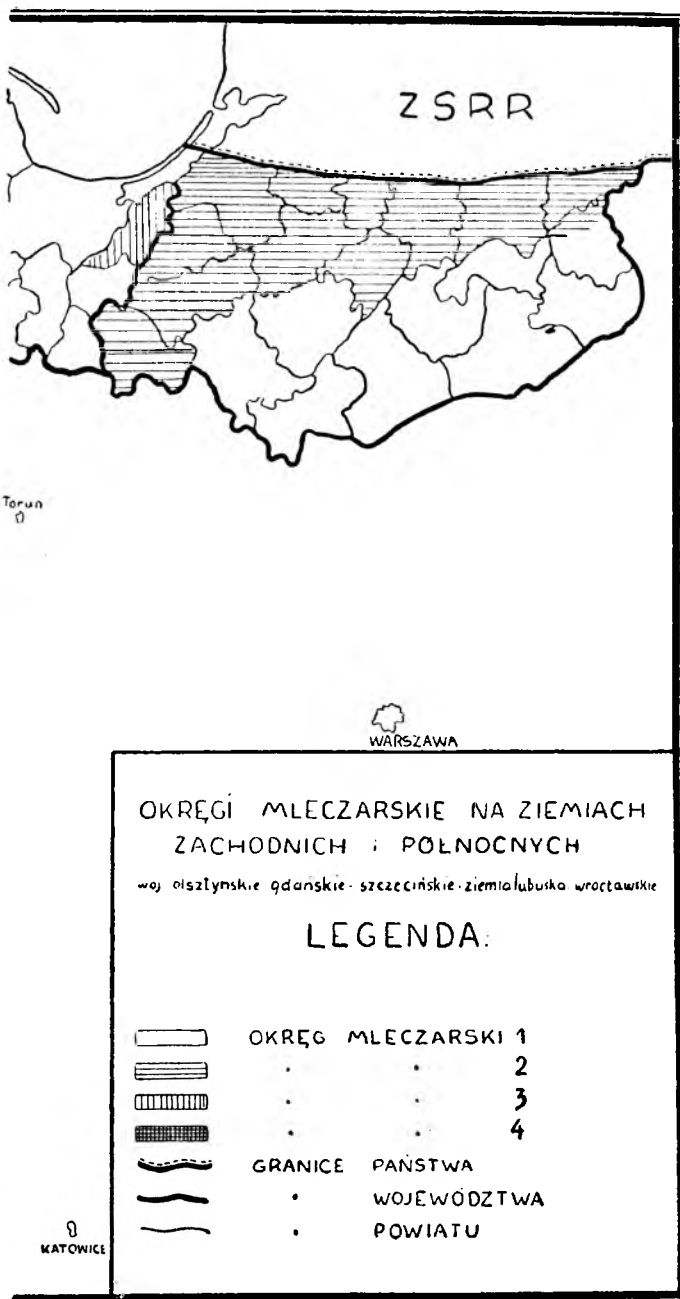 ZSRR
Torun
WARSZAWA
OKRĘGI MLECZARSKIE NA ZIEMIACH
ZACHODNICH i PÓŁNOCNYCH
woj olsztyńskie gdańskie - szczecińskie - ziemia lubuska wrocławskie
LEGENDA:
OKRĘG MLECZARSKI 1
" " 2
" " 3
" " 4
GRANICE PAŃSTWA
" WOJEWÓDZTWA
" POWIATU
KATOWICE